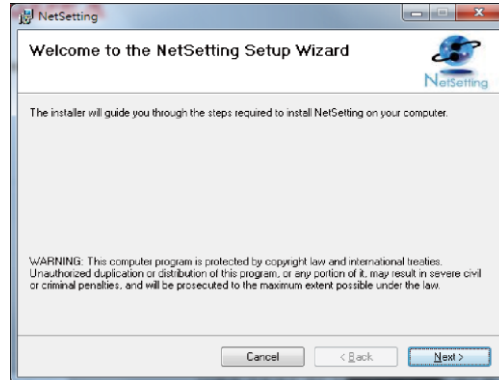 NetSetting
Welcome to the NetSetting Setup Wizard
NetSetting
The installer will guide you through the steps required to install NetSetting on your computer.
WARNING: This computer program is protected by copyright law and international treaties.
Unauthorized duplication or distribution of this program, or any portion of it, may result in severe civil
or criminal penalties, and will be prosecuted to the maximum extent possible under the law.
Cancel
< Back
Next >